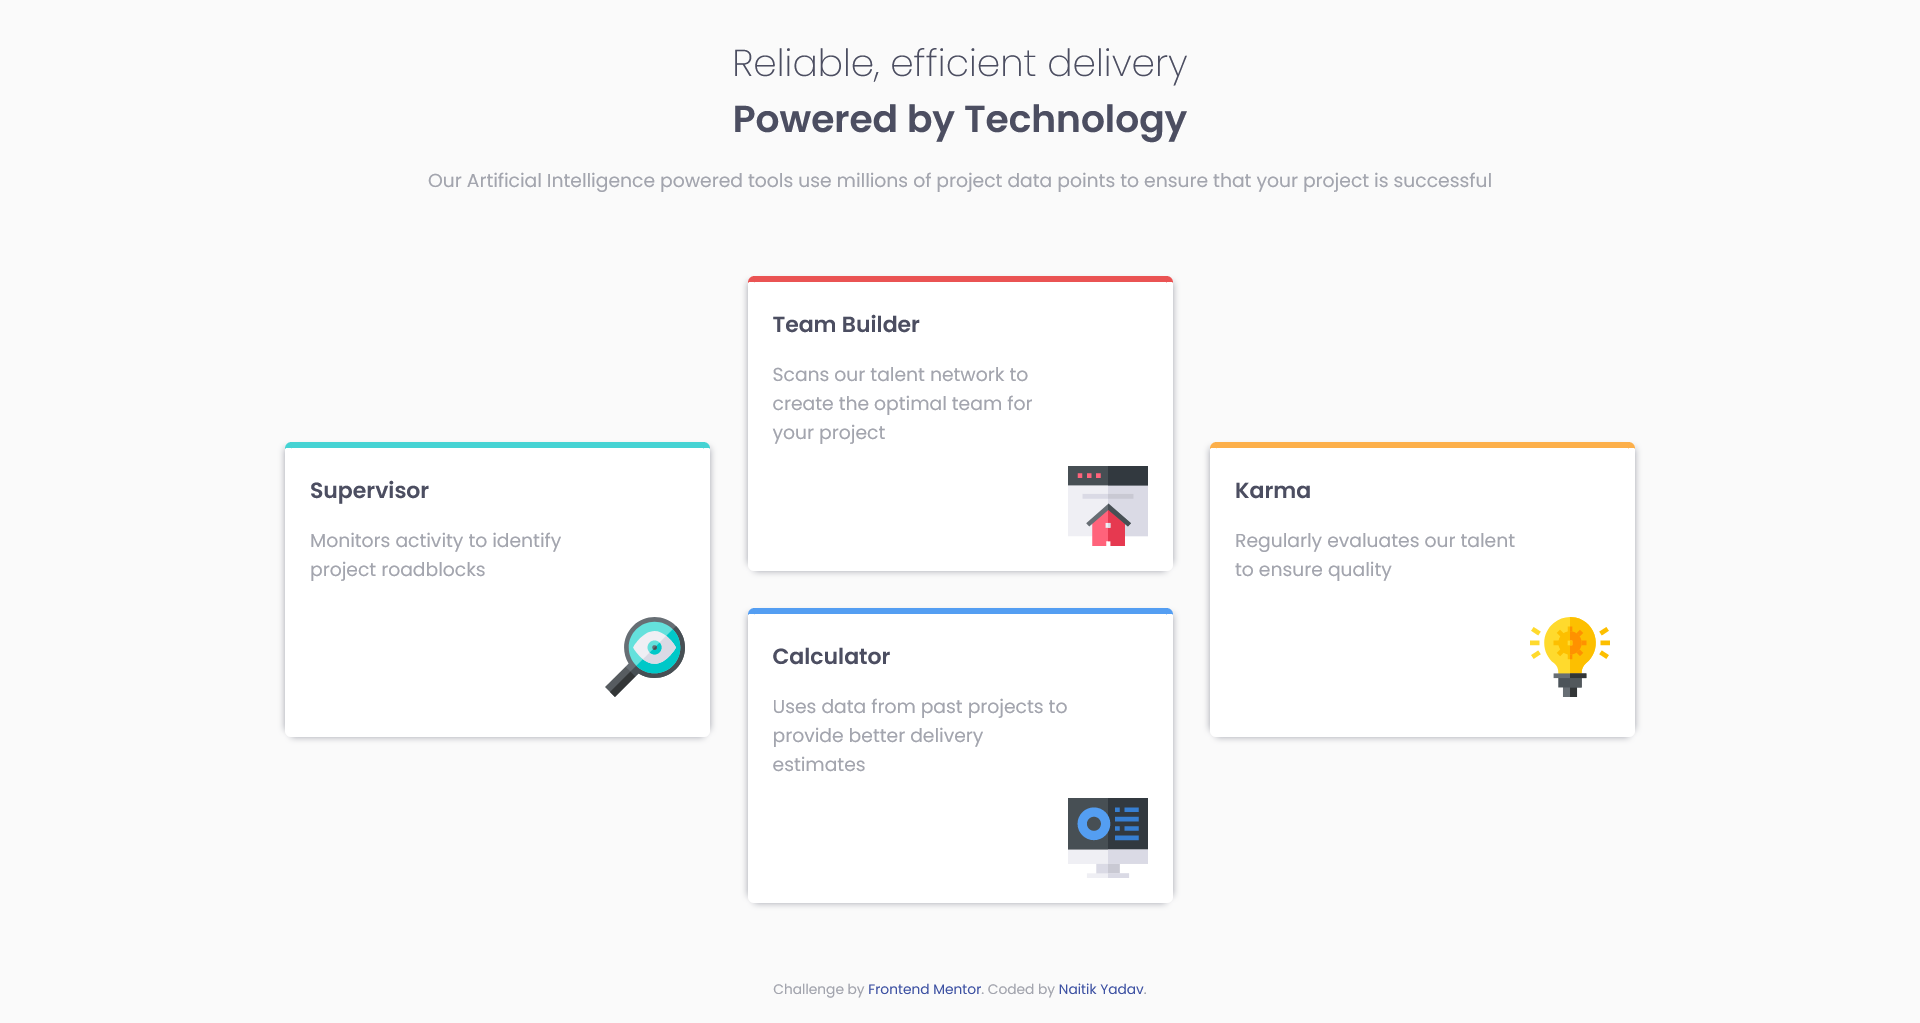 Reliable, efficient delivery
Powered by Technology
Our Artificial Intelligence powered tools use millions of project data points to ensure that your project is successful
Supervisor
Monitors activity to identify
project roadblocks
Team Builder
Scans our talent network to
create the optimal team for
your project
Calculator
Uses data from past projects to
provide better delivery
estimates
Karma
Regularly evaluates our talent
to ensure quality
Challenge by Frontend Mentor. Coded by Naitik Yadav.